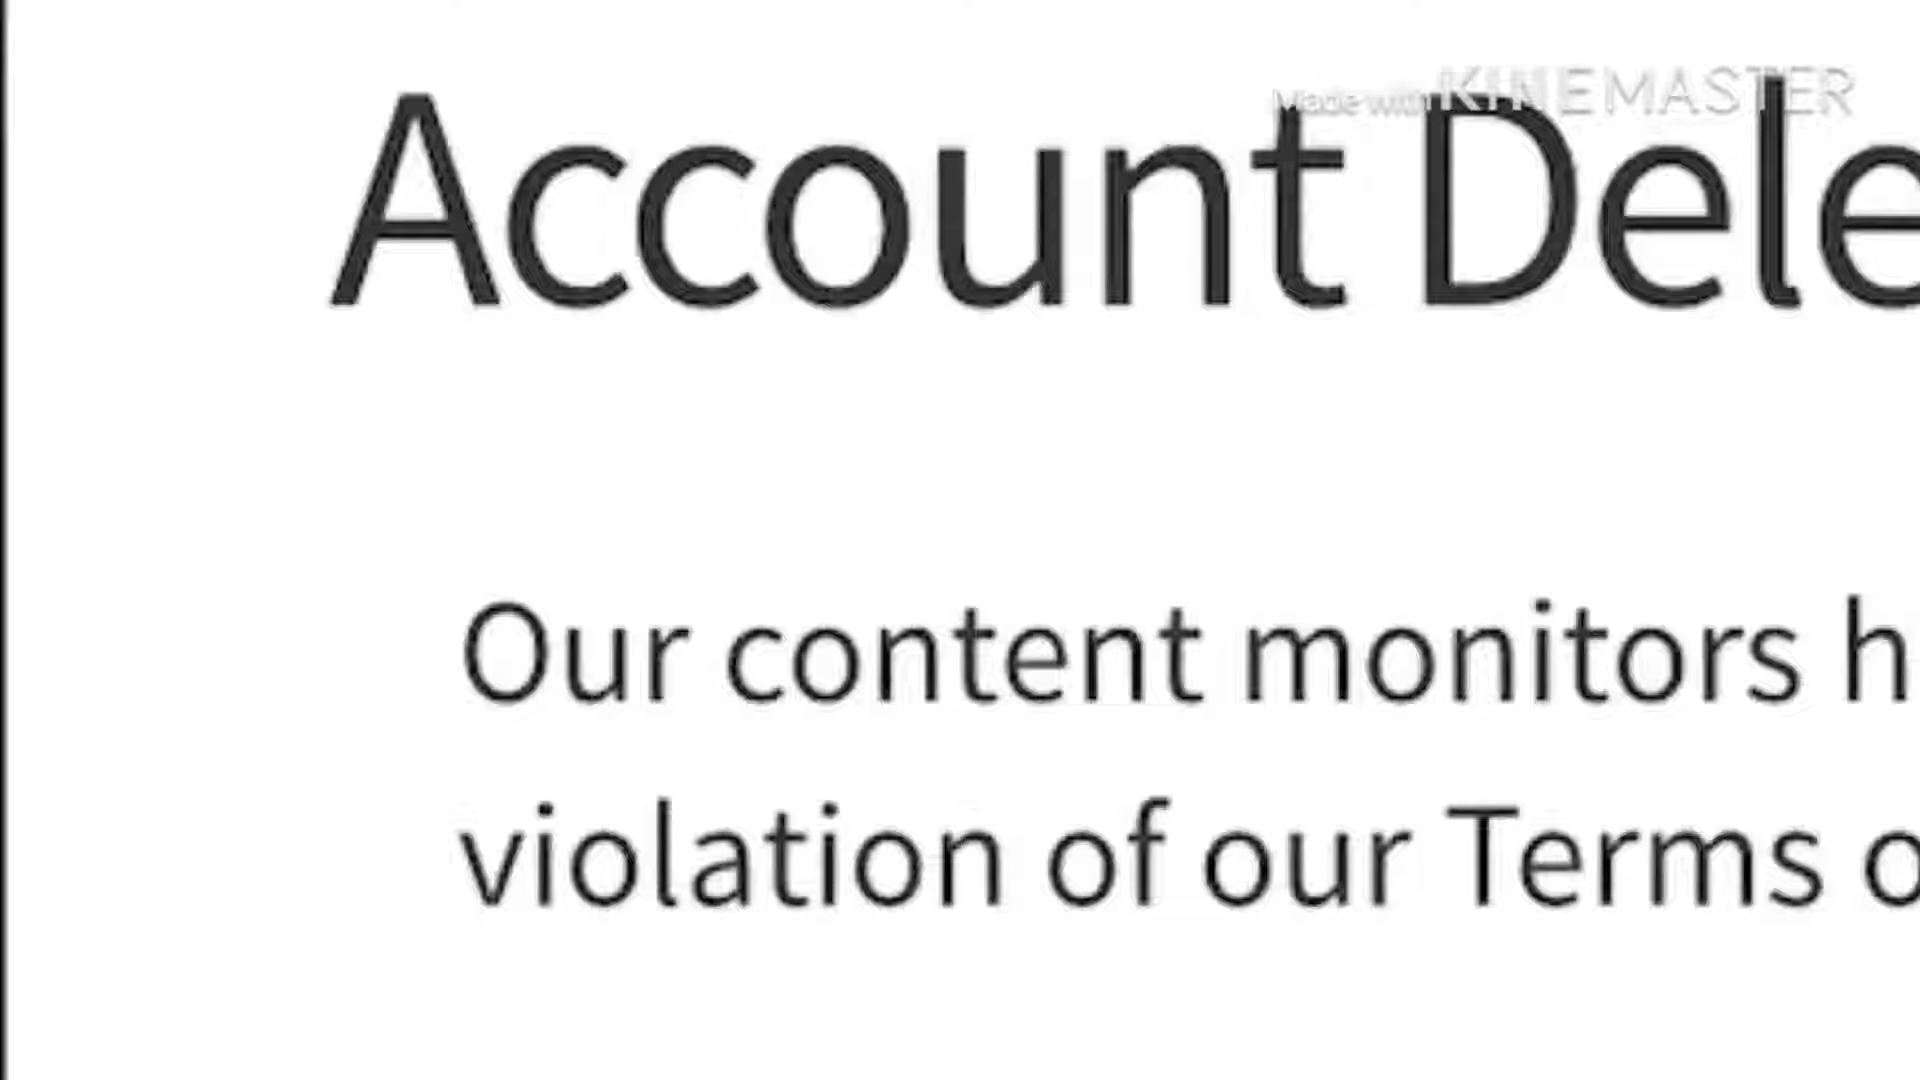 Made with KINEMASTER
Account Dele
Our content monitors h
violation of our Terms o